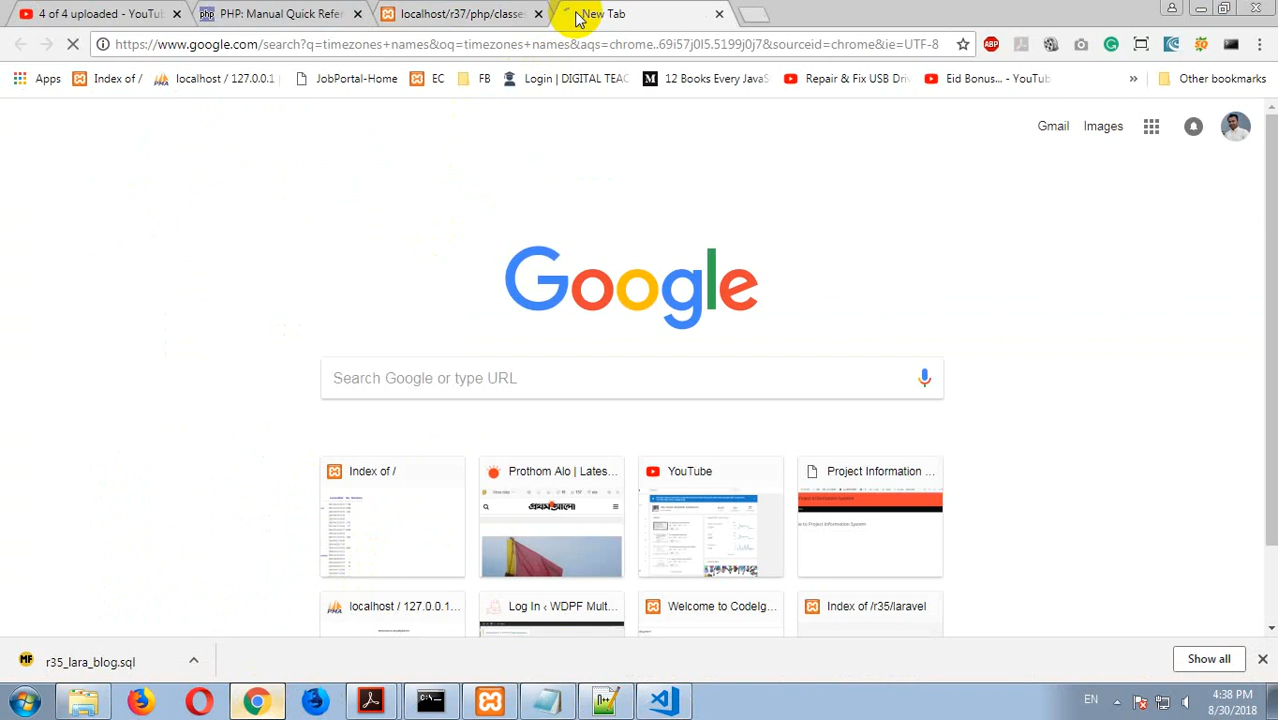 4 of 4 uploaded - YouTu
PHP: Manual Quick Refer
localhost/r37/php/classe
New Tab
https://www.google.com/search?q=timezones+names&oq=timezones+names&aqs=chrome..69i57j0l5.5199j0j7&sourceid=chrome&ie=UTF-8
Apps
Index of /
localhost / 127.0.0.1
JobPortal-Home
EC
FB
Login | DIGITAL TEAC
12 Books Every JavaS
Repair & Fix USB Driv
Eid Bonus... - YouTub
»
Other bookmarks
Gmail
Images
Google
Search Google or type URL
Index of /
Prothom Alo | Lates...
YouTube
Project Information ...
প্রথম আলো
localhost / 127.0.0.1...
Log In ‹ WDPF Mult...
Welcome to CodeIg...
Index of /r35/laravel
r35_lara_blog.sql
Show all
EN
4:38 PM
8/30/2018